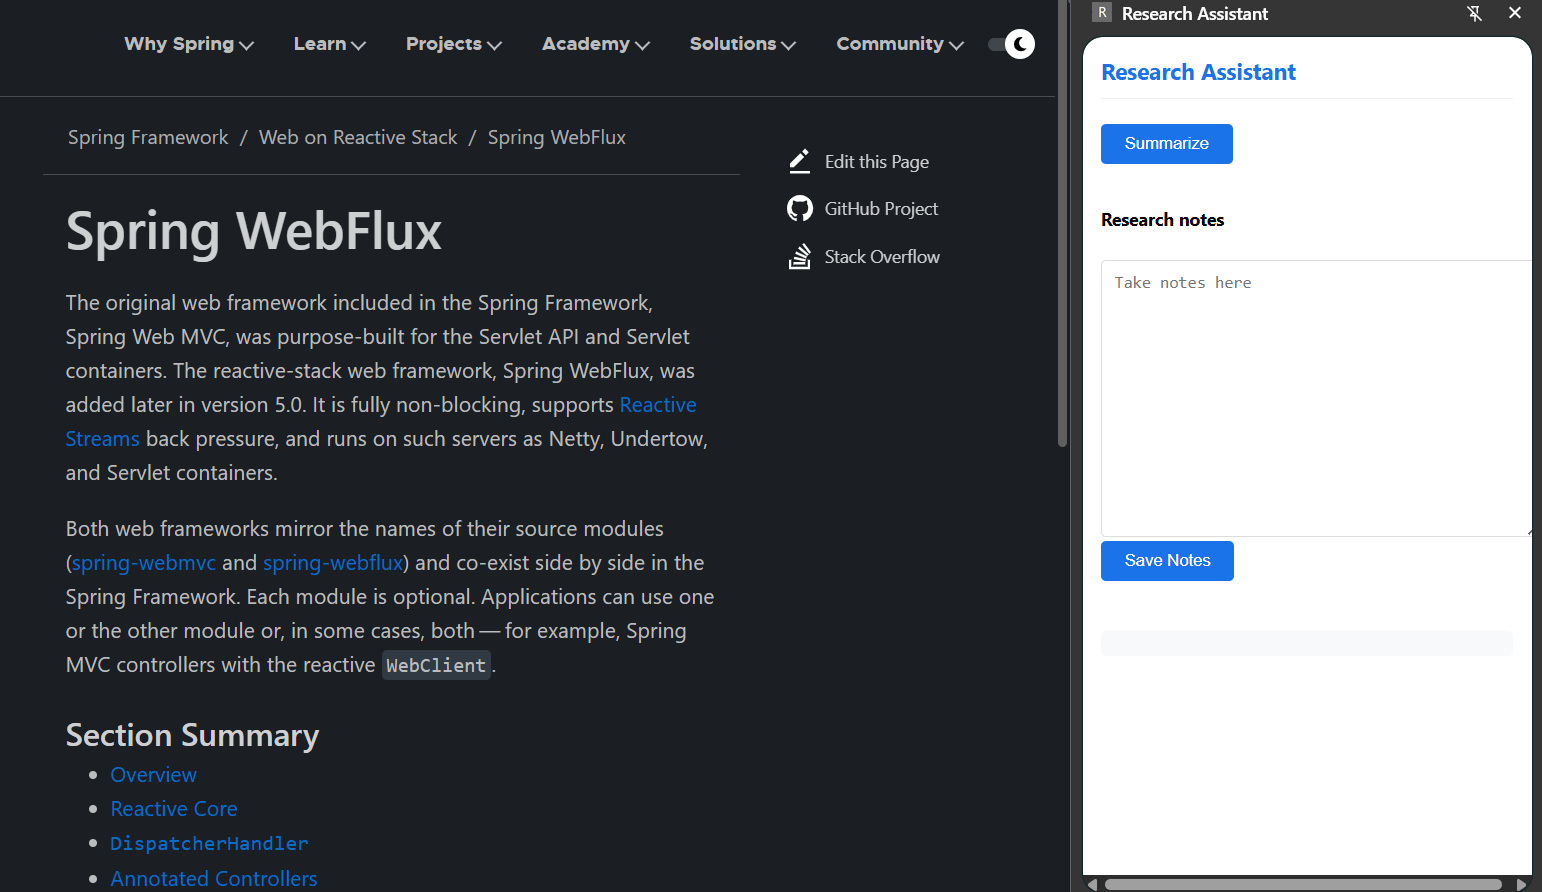 Why Spring
Learn
Projects
Academy
Solutions
Community
Spring Framework / Web on Reactive Stack / Spring WebFlux
Edit this Page
GitHub Project
Stack Overflow
Spring WebFlux
The original web framework included in the Spring Framework,
Spring Web MVC, was purpose-built for the Servlet API and Servlet
containers. The reactive-stack web framework, Spring WebFlux, was
added later in version 5.0. It is fully non-blocking, supports Reactive
Streams back pressure, and runs on such servers as Netty, Undertow,
and Servlet containers.
Both web frameworks mirror the names of their source modules
(spring-webmvc and spring-webflux) and co-exist side by side in the
Spring Framework. Each module is optional. Applications can use one
or the other module or, in some cases, both — for example, Spring
MVC controllers with the reactive WebClient.
Section Summary
Overview
Reactive Core
DispatcherHandler
Annotated Controllers
R Research Assistant
Research Assistant
Summarize
Research notes
Take notes here
Save Notes